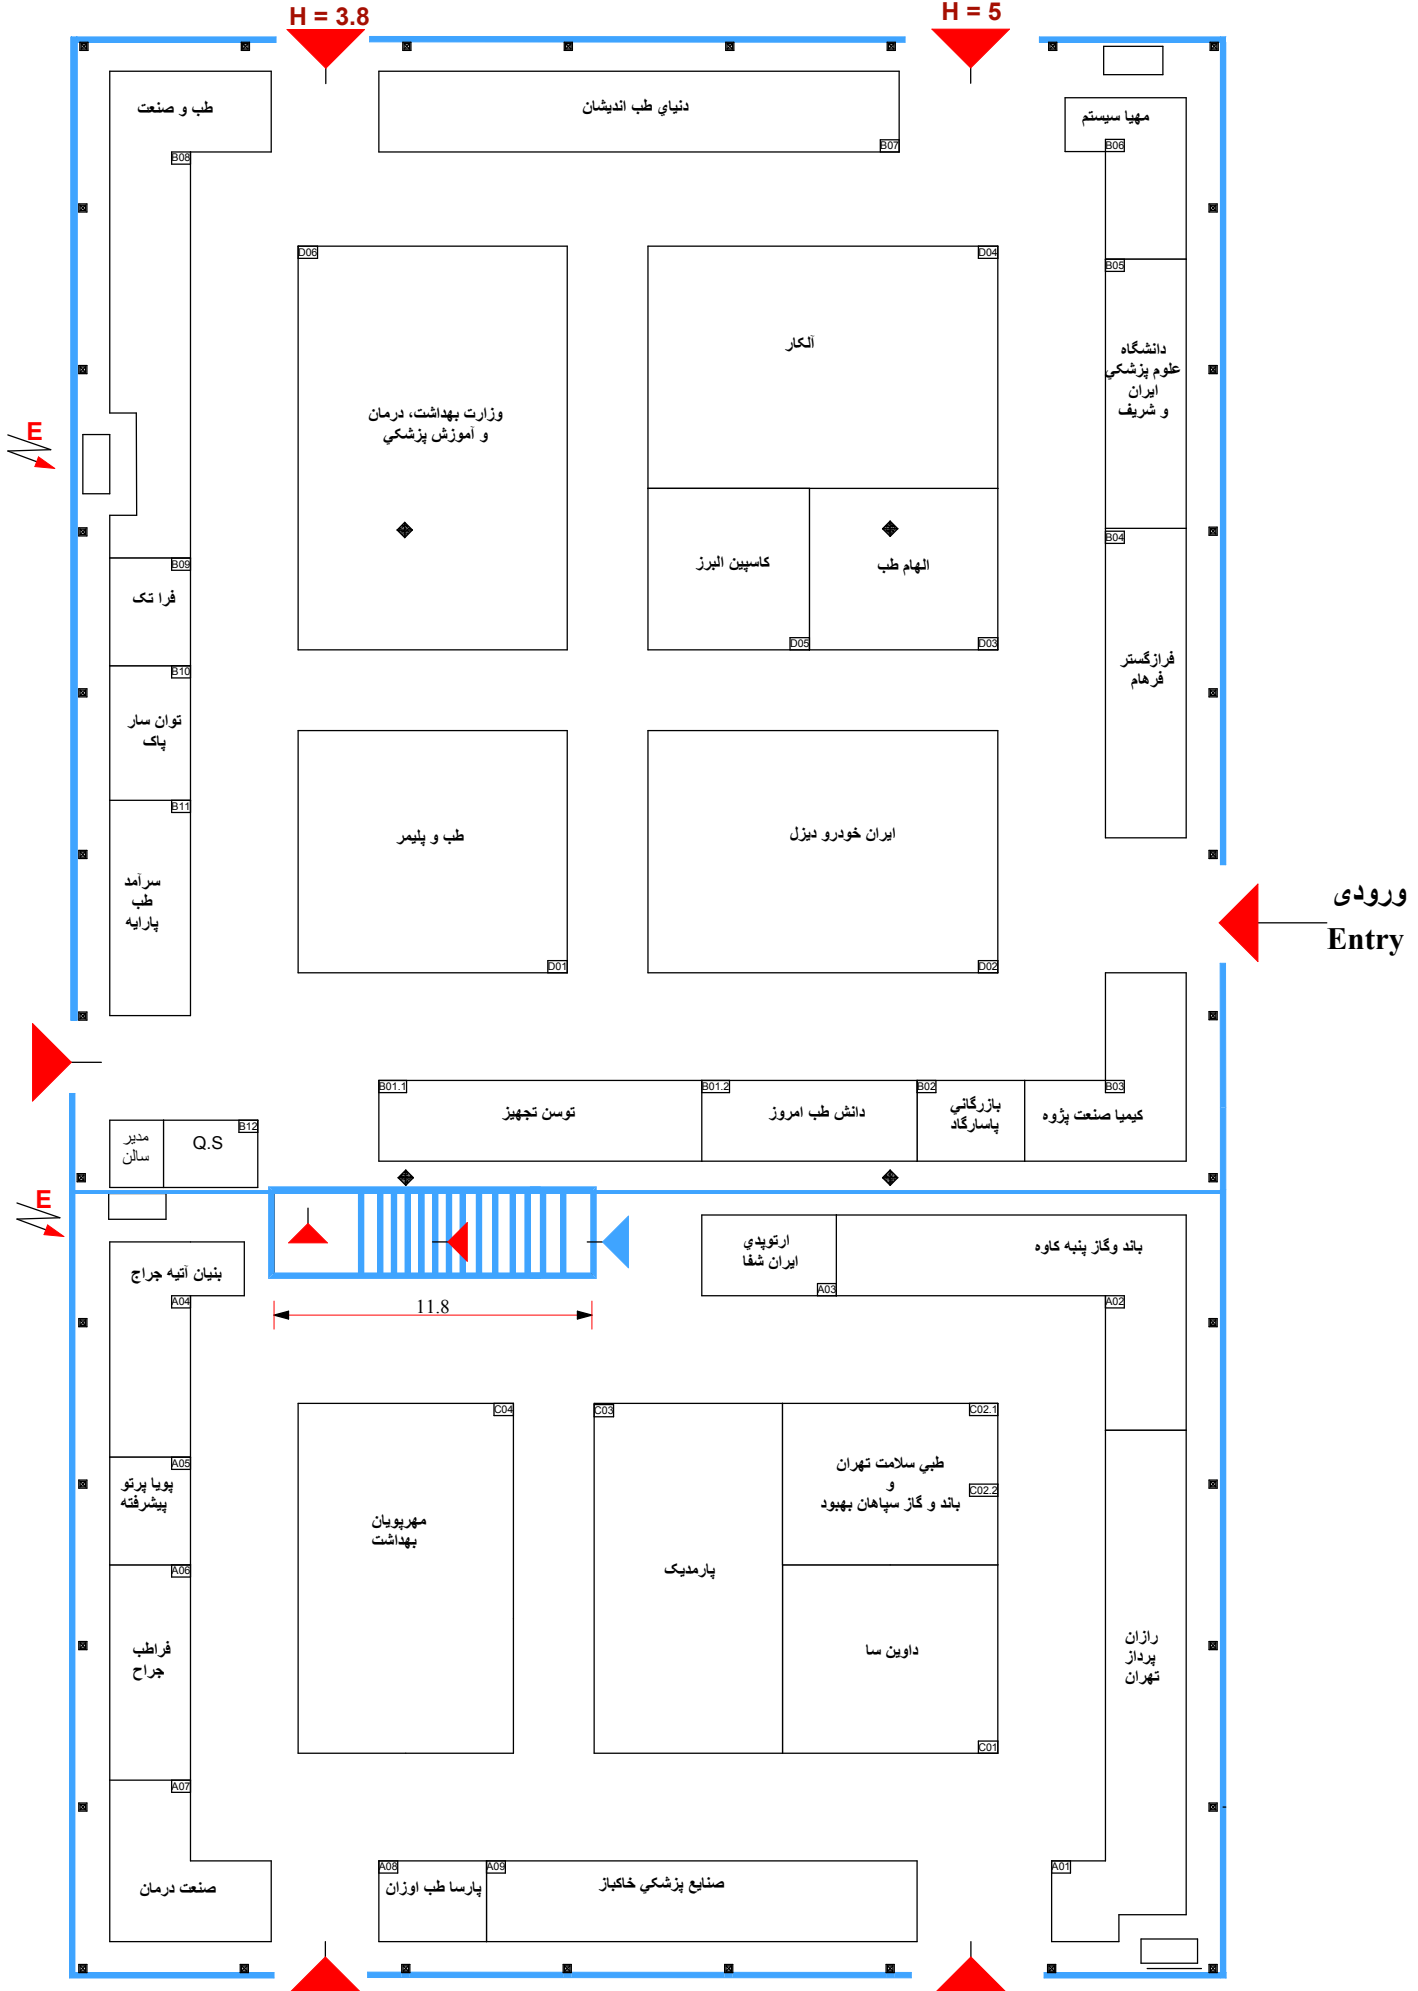 H = 3.8
H = 5
طب و صنعت
B08
دنياي طب انديشان
B07
مهيا سيستم
B06
D06
وزارت بهداشت، درمان
و آموزش پزشكي
D04
آلكار
B05
دانشگاه
علوم پزشكي
ايران
و شريف
E
كاسپين البرز
D05
الهام طب
D03
B04
فرازگستر
فرهام
B09
فرا تک
B10
توان سار
پاک
B11
سرآمد
طب
پارايه
طب و پليمر
D01
ايران خودرو ديزل
D02
ورودی
Entry
B01.1
توسن تجهيز
B01.2
دانش طب امروز
B02
بازرگاني
پاسارگاد
B03
كيميا صنعت پژوه
مدير
سالن
Q.S
B12
E
بنيان آتيه جراح
A04
11.8
ارتوپدي
ايران شفا
A03
باند وگاز پنبه كاوه
A02
C04
مهرپويان
بهداشت
C03
پارمديک
C02.1
طبي سلامت تهران
و
باند و گاز سپاهان بهبود
C02.2
داوين سا
C01
A05
پويا پرتو
پيشرفته
A06
فراطب
جراح
A07
صنعت درمان
رازان
پرداز
تهران
A01
A08
پارسا طب اوزان
A09
صنايع پزشكي خاكباز